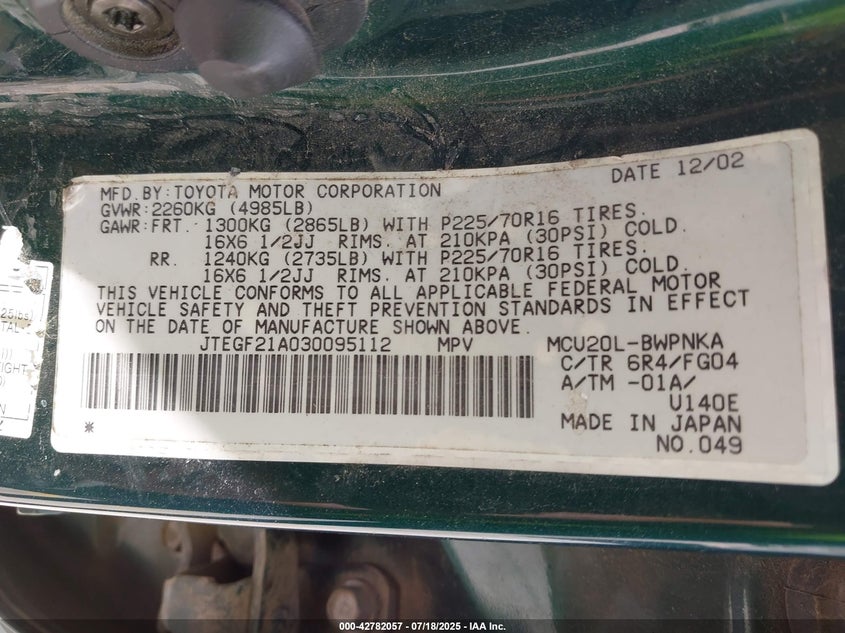 DATE 12/02
MFD.BY:TOYOTA MOTOR CORPORATION
GVWR:2260KG (4985LB)
GAWR:FRT. 1300KG (2865LB) WITH P225/70R16 TIRES.
16X6 1/2JJ RIMS. AT 210KPA (30PSI) COLD.
RR. 1240KG (2735LB) WITH P225/70R16 TIRES.
16X6 1/2JJ RIMS. AT 210KPA (30PSI) COLD.
THIS VEHICLE CONFORMS TO ALL APPLICABLE FEDERAL MOTOR
VEHICLE SAFETY AND THEFT PREVENTION STANDARDS IN EFFECT
ON THE DATE OF MANUFACTURE SHOWN ABOVE.
JTEGF21A030095112 MPV MCU20L-BWPNKA
C/TR 6R4/FG04
A/TM -01A/
U140E
MADE IN JAPAN
NO.049
*
000-42782057 - 07/18/2025 - IAA Inc.